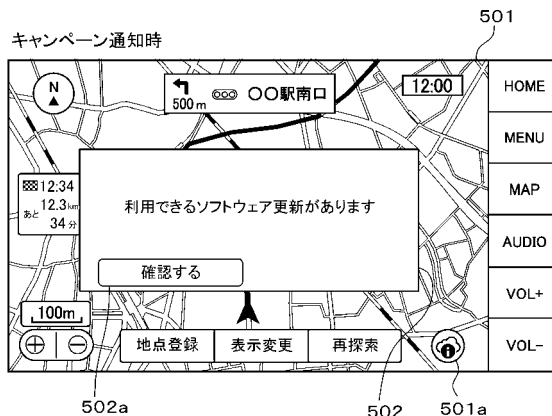 501
キャンペーン通知時
N
500 m
〇〇駅南口
12:00
HOME
MENU
MAP
AUDIO
VOL+
VOL-
12:34
あと 12.3km
34分
利用できるソフトウェア更新があります
確認する
100m
地点登録
表示変更
再探索
502a
502
501a